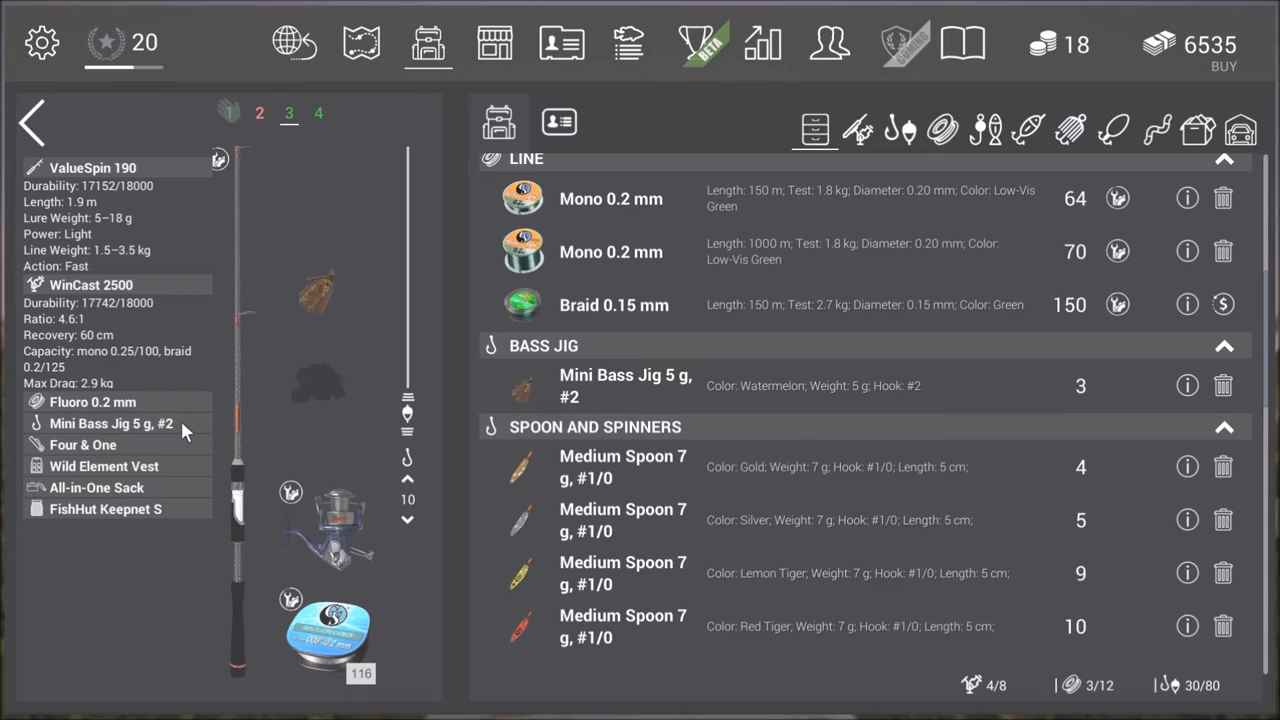 20
BETA
COMING
18
6535
BUY
1 2 3 4
ValueSpin 190
Durability: 17152/18000
Length: 1.9 m
Lure Weight: 5–18 g
Power: Light
Line Weight: 1.5–3.5 kg
Action: Fast
WinCast 2500
Durability: 17742/18000
Ratio: 4.6:1
Recovery: 60 cm
Capacity: mono 0.25/100, braid
0.2/125
Max Drag: 2.9 kg
Fluoro 0.2 mm
Mini Bass Jig 5 g, #2
Four & One
Wild Element Vest
All-in-One Sack
FishHut Keepnet S
10
116
LINE
Mono 0.2 mm
Length: 150 m; Test: 1.8 kg; Diameter: 0.20 mm; Color: Low-Vis
Green
64
Mono 0.2 mm
Length: 1000 m; Test: 1.8 kg; Diameter: 0.20 mm; Color:
Low-Vis Green
70
Braid 0.15 mm
Length: 150 m; Test: 2.7 kg; Diameter: 0.15 mm; Color: Green
150
BASS JIG
Mini Bass Jig 5 g,
#2
Color: Watermelon; Weight: 5 g; Hook: #2
3
SPOON AND SPINNERS
Medium Spoon 7
g, #1/0
Color: Gold; Weight: 7 g; Hook: #1/0; Length: 5 cm;
4
Medium Spoon 7
g, #1/0
Color: Silver; Weight: 7 g; Hook: #1/0; Length: 5 cm;
5
Medium Spoon 7
g, #1/0
Color: Lemon Tiger; Weight: 7 g; Hook: #1/0; Length: 5 cm;
9
Medium Spoon 7
g, #1/0
Color: Red Tiger; Weight: 7 g; Hook: #1/0; Length: 5 cm;
10
4/8 | 3/12 | 30/80